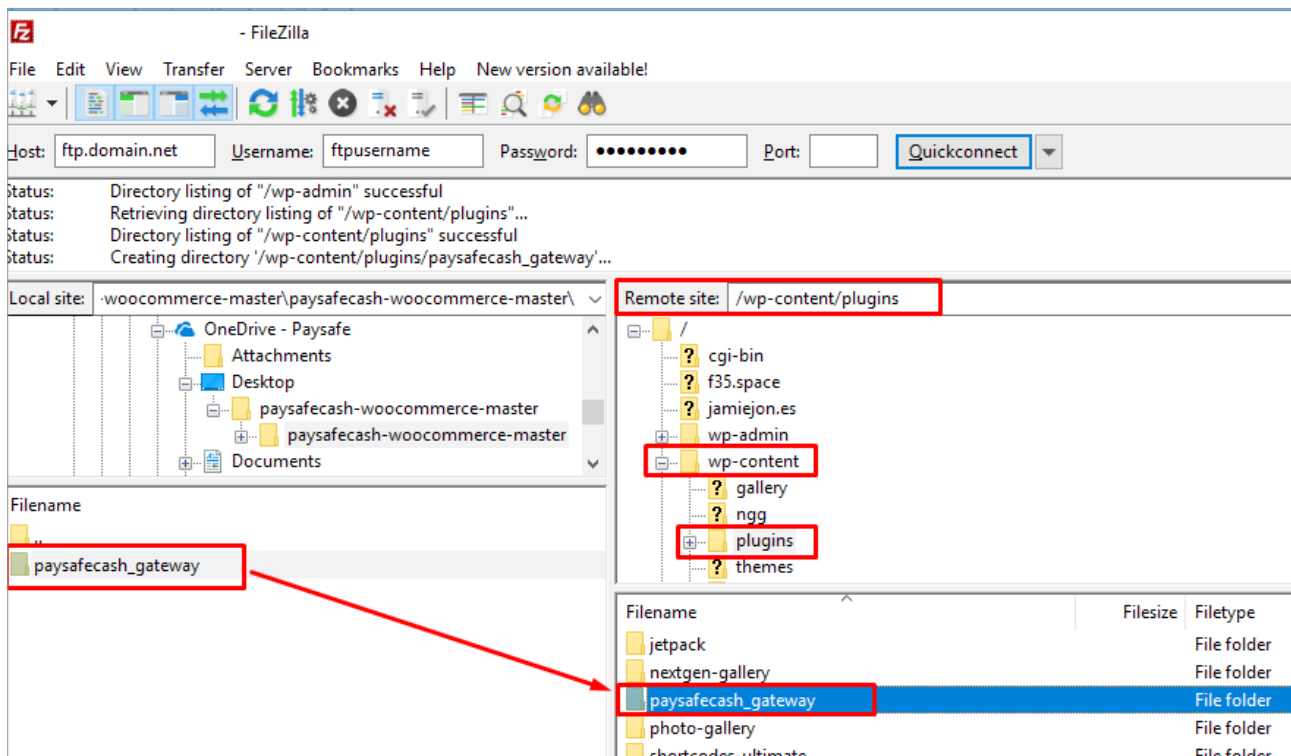 - FileZilla
File Edit View Transfer Server Bookmarks Help New version available!
Host: ftp.domain.net Username: ftpusername Password: ●●●●●●●●● Port: Quickconnect
Status: Directory listing of "/wp-admin" successful
Status: Retrieving directory listing of "/wp-content/plugins"...
Status: Directory listing of "/wp-content/plugins" successful
Status: Creating directory '/wp-content/plugins/paysafecash_gateway'...
Local site: -woocommerce-master\paysafecash-woocommerce-master\
OneDrive - Paysafe
Attachments
Desktop
paysafecash-woocommerce-master
paysafecash-woocommerce-master
Documents
Filename
..
paysafecash_gateway
Remote site: /wp-content/plugins
/
? cgi-bin
? f35.space
? jamiejon.es
wp-admin
wp-content
? gallery
? ngg
plugins
? themes
Filename Filesize Filetype
jetpack File folder
nextgen-gallery File folder
paysafecash_gateway File folder
photo-gallery File folder
shortcodes-ultimate File folder